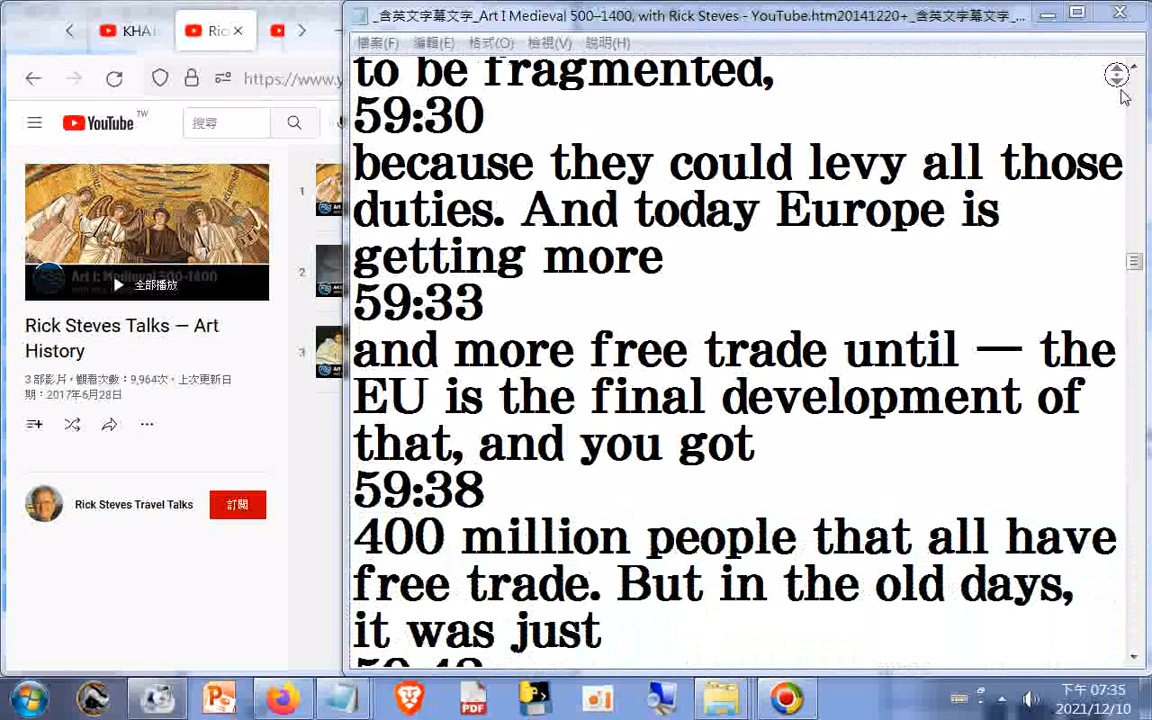 KHA
Ric
https://www.y
YouTube TW
搜尋
Art I: Medieval 500-1400
全部播放
Rick Steves Talks — Art
History
3 部影片 • 觀看次數：9,964次 • 上次更新日
期：2017年6月28日
Rick Steves Travel Talks
訂閱
1
2
3
_含英文字幕文字_Art I Medieval 500–1400, with Rick Steves - YouTube.htm20141220+_含英文字幕文字_...
檔案(F) 編輯(E) 格式(O) 檢視(V) 說明(H)
to be fragmented,
59:30
because they could levy all those
duties. And today Europe is
getting more
59:33
and more free trade until — the
EU is the final development of
that, and you got
59:38
400 million people that all have
free trade. But in the old days,
it was just
59:42
PDF
下午 07:35
2021/12/10